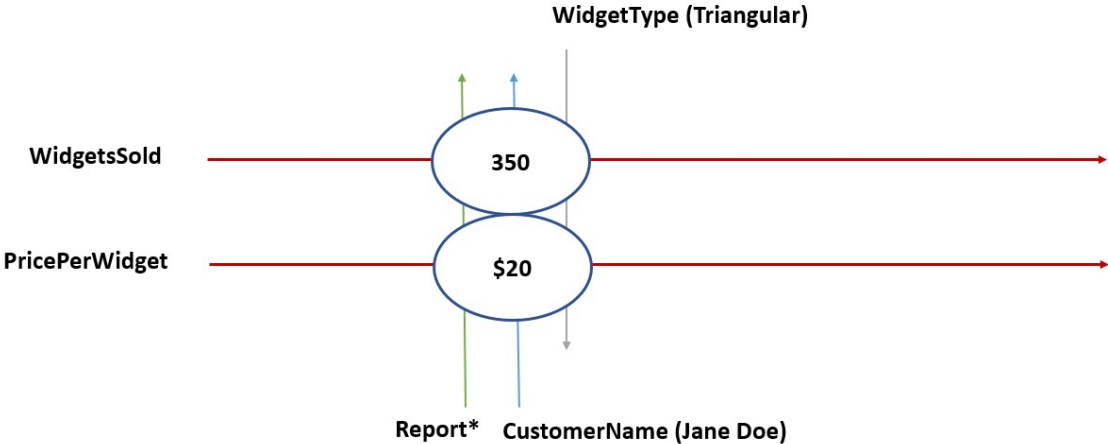 WidgetType (Triangular)
WidgetsSold
350
PricePerWidget
$20
Report*
CustomerName (Jane Doe)